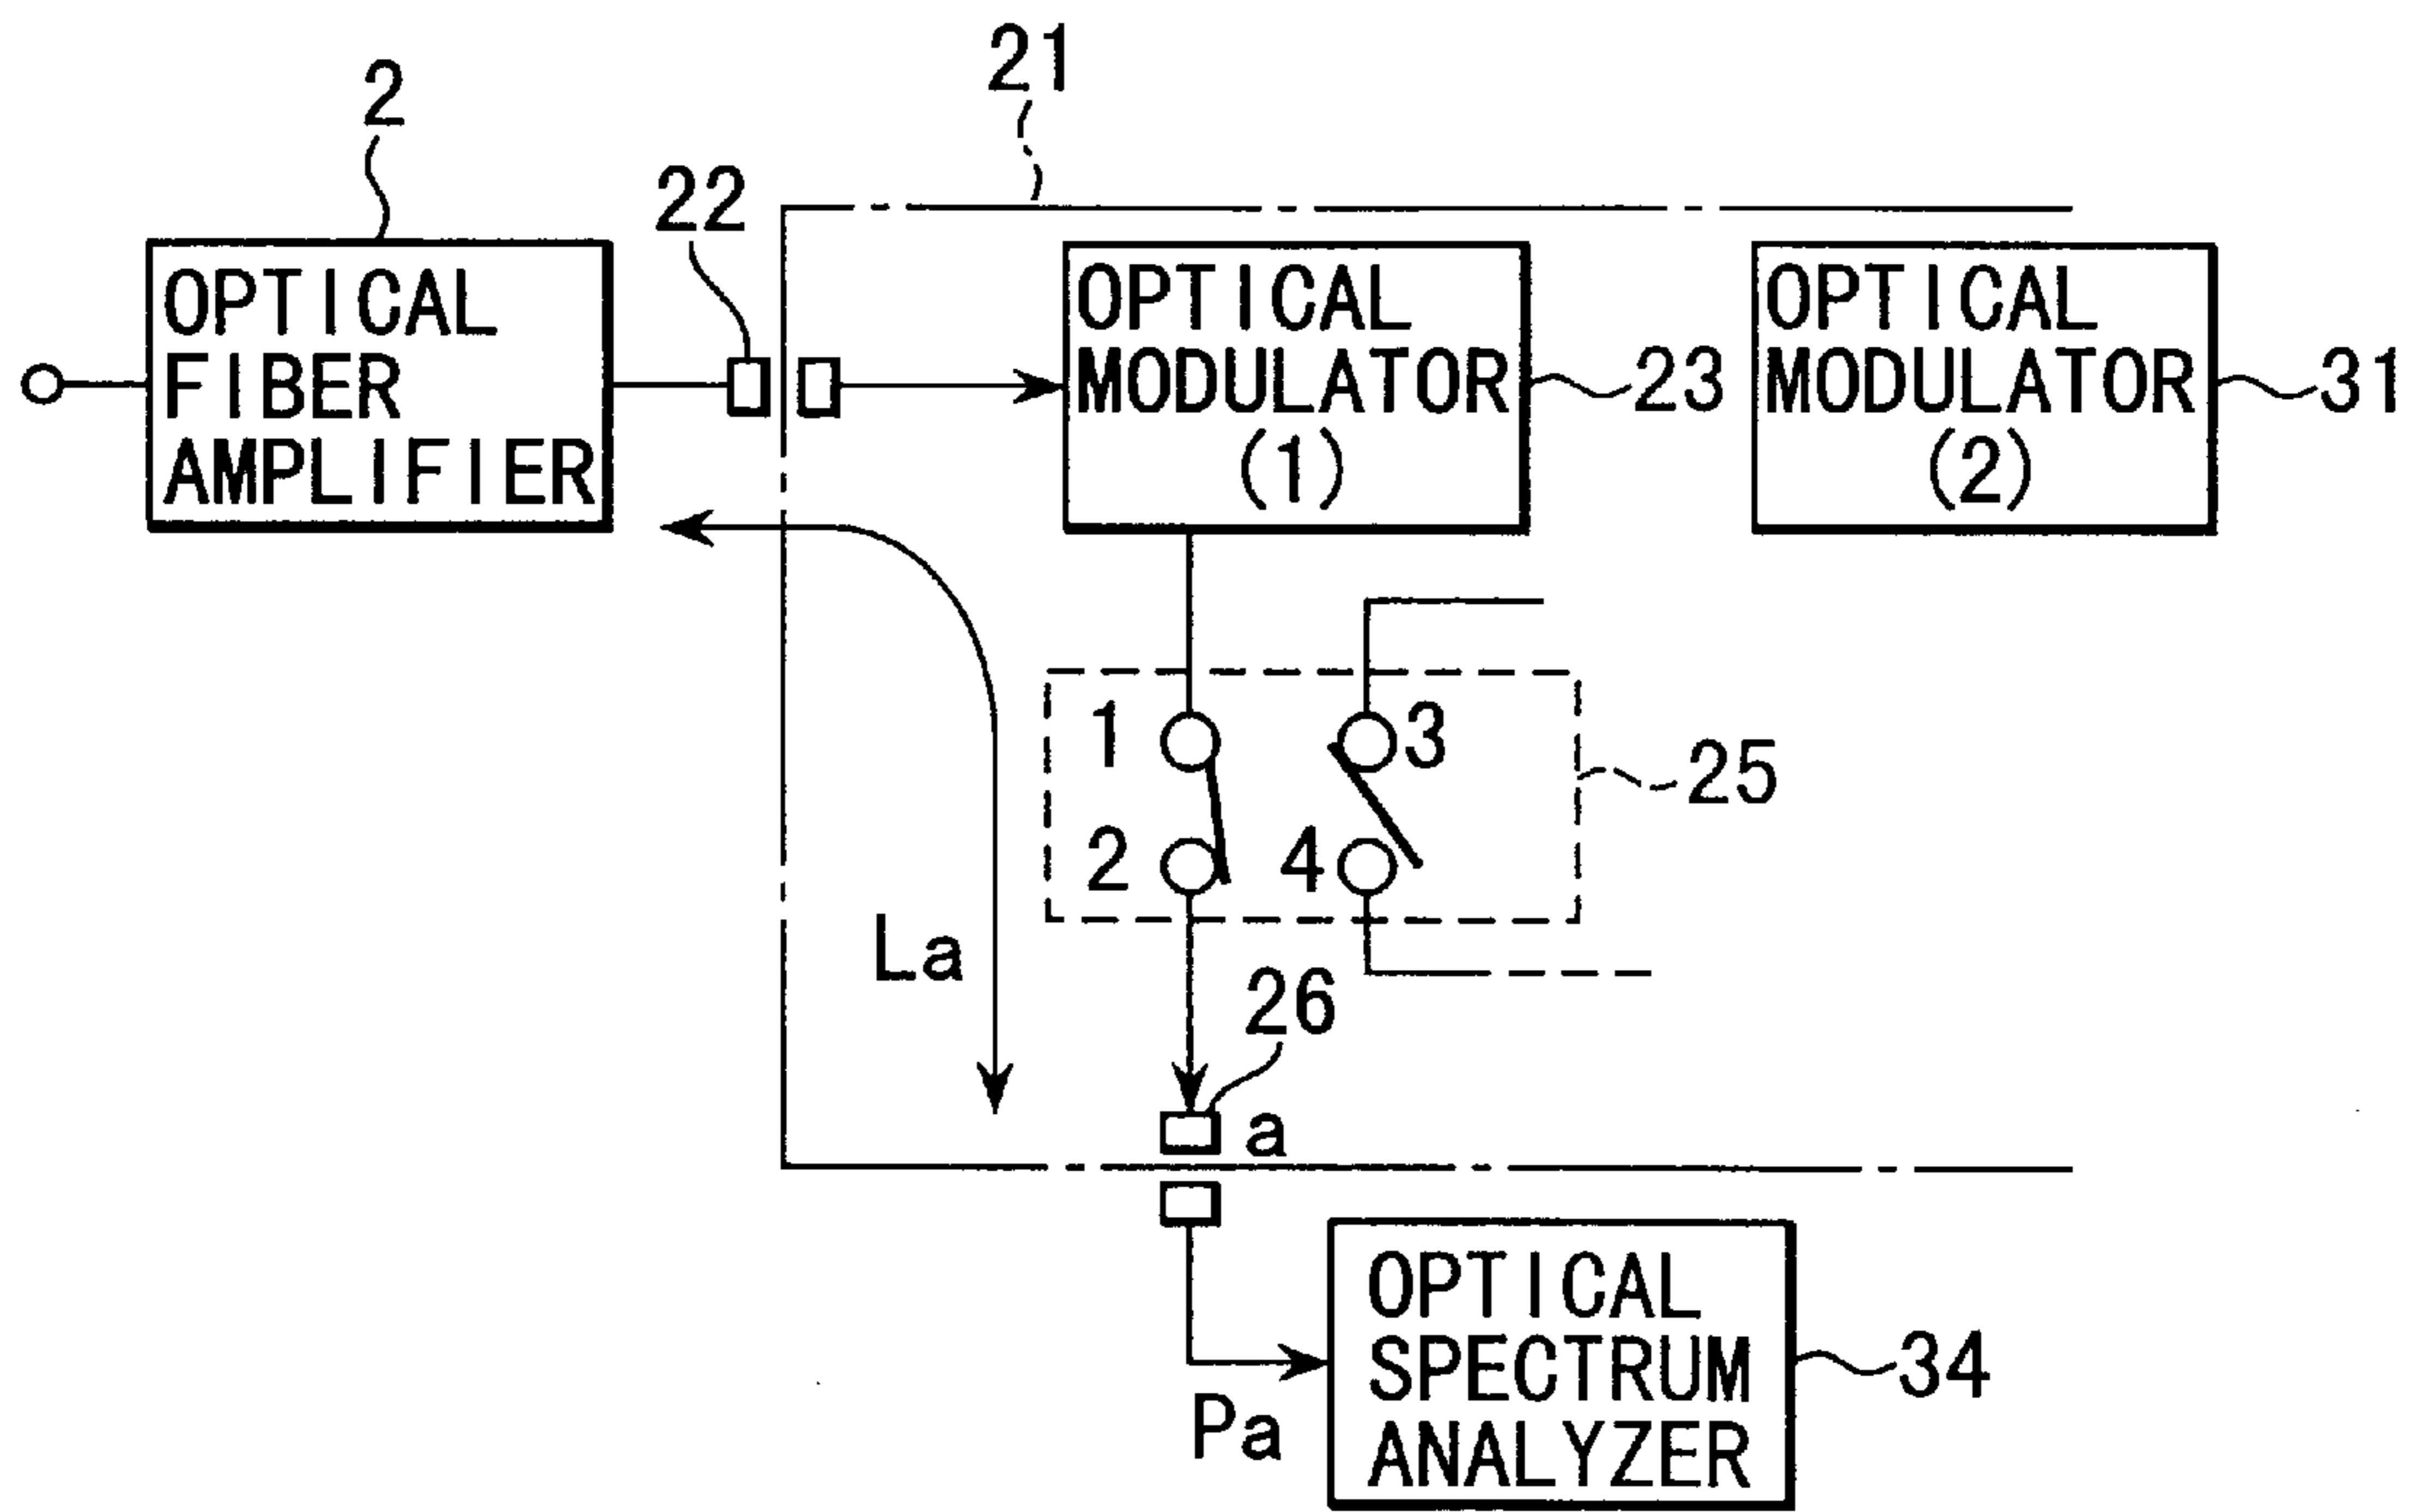 21
2
22
OPTICAL
FIBER
AMPLIFIER
OPTICAL
MODULATOR
(1)
23
OPTICAL
MODULATOR
(2)
31
1
3
25
2
4
La
26
a
Pa
OPTICAL
SPECTRUM
ANALYZER
34